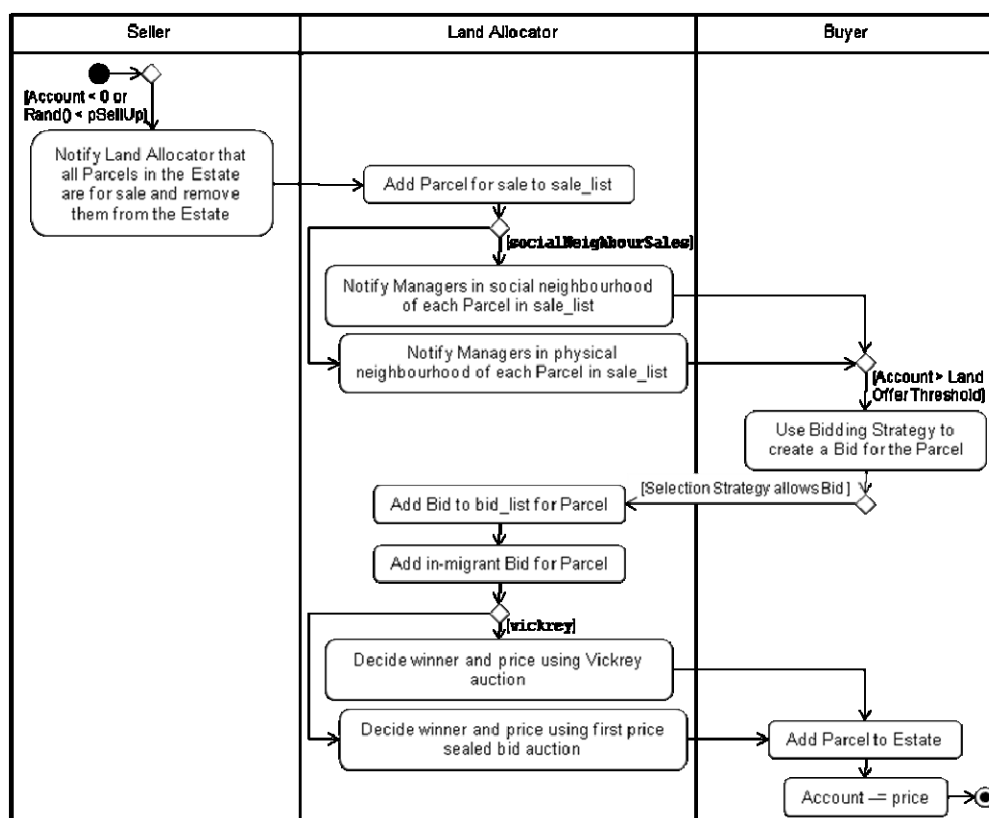 Seller
Land Allocator
Buyer
[Account < 0 or
Rand() < pSellUp]
Notify Land Allocator that
all Parcels in the Estate
are for sale and remove
them from the Estate
Add Parcel for sale to sale_list
[socialNeighbourSales]
Notify Managers in social neighbourhood
of each Parcel in sale_list
Notify Managers in physical
neighbourhood of each Parcel in sale_list
[Account > Land
Offer Threshold]
Use Bidding Strategy to
create a Bid for the Parcel
[Selection Strategy allows Bid ]
Add Bid to bid_list for Parcel
Add in-migrant Bid for Parcel
[vickrey]
Decide winner and price using Vickrey
auction
Decide winner and price using first price
sealed bid auction
Add Parcel to Estate
Account -= price